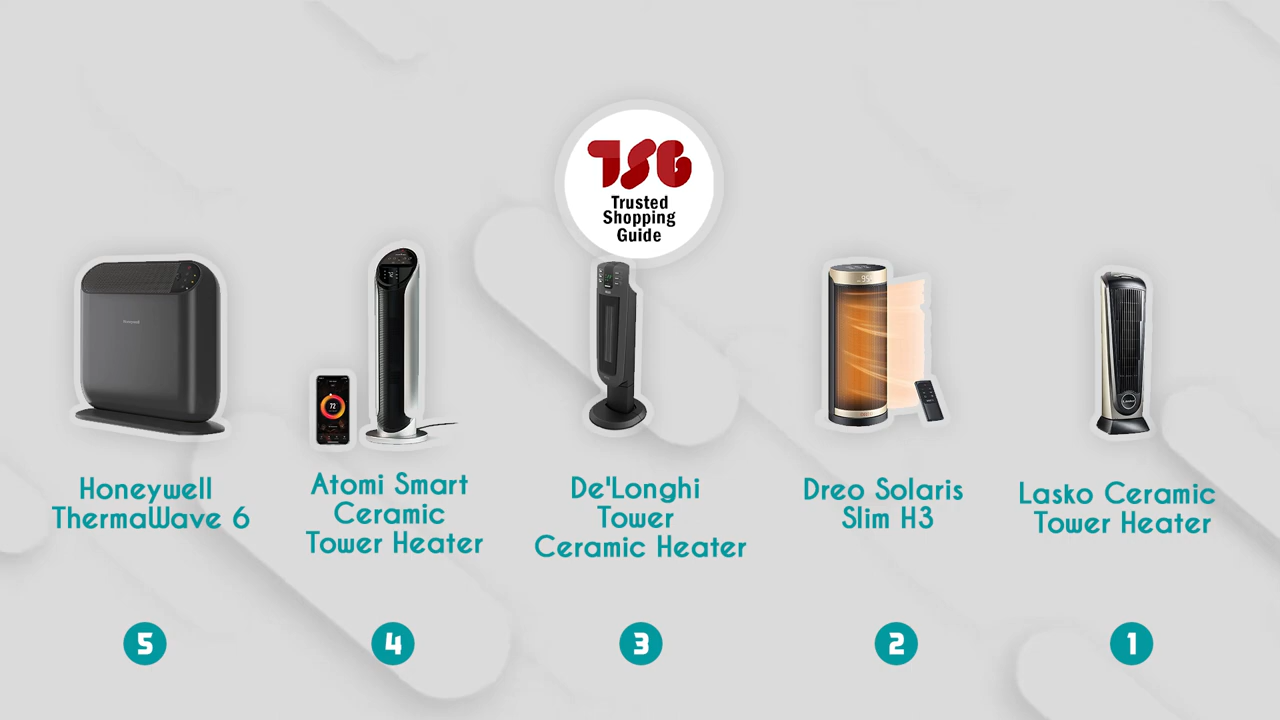 TSG
Trusted
Shopping
Guide
Honeywell
ThermaWave 6
Atomi Smart
Ceramic
Tower Heater
De'Longhi
Tower
Ceramic Heater
Dreo Solaris
Slim H3
Lasko Ceramic
Tower Heater
5
4
3
2
1